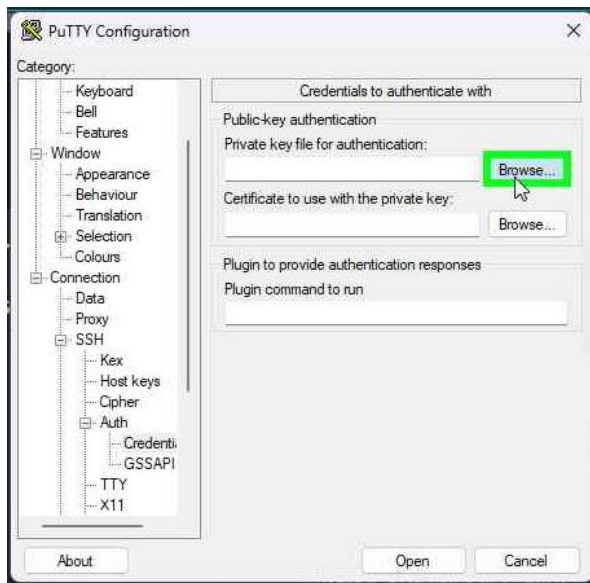 PuTTY Configuration
Category:
Keyboard
Bell
Features
Window
Appearance
Behaviour
Translation
Selection
Colours
Connection
Data
Proxy
SSH
Kex
Host keys
Cipher
Auth
Credenti
GSSAPI
TTY
X11
Credentials to authenticate with
Public-key authentication
Private key file for authentication:
Browse...
Certificate to use with the private key:
Browse...
Plugin to provide authentication responses
Plugin command to run
About
Open
Cancel